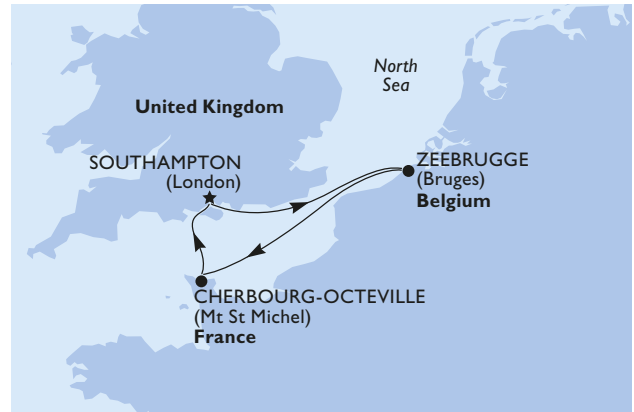 North
Sea
United Kingdom
SOUTHAMPTON
(London)
ZEEBRUGGE
(Bruges)
Belgium
CHERBOURG-OCTEVILLE
(Mt St Michel)
France